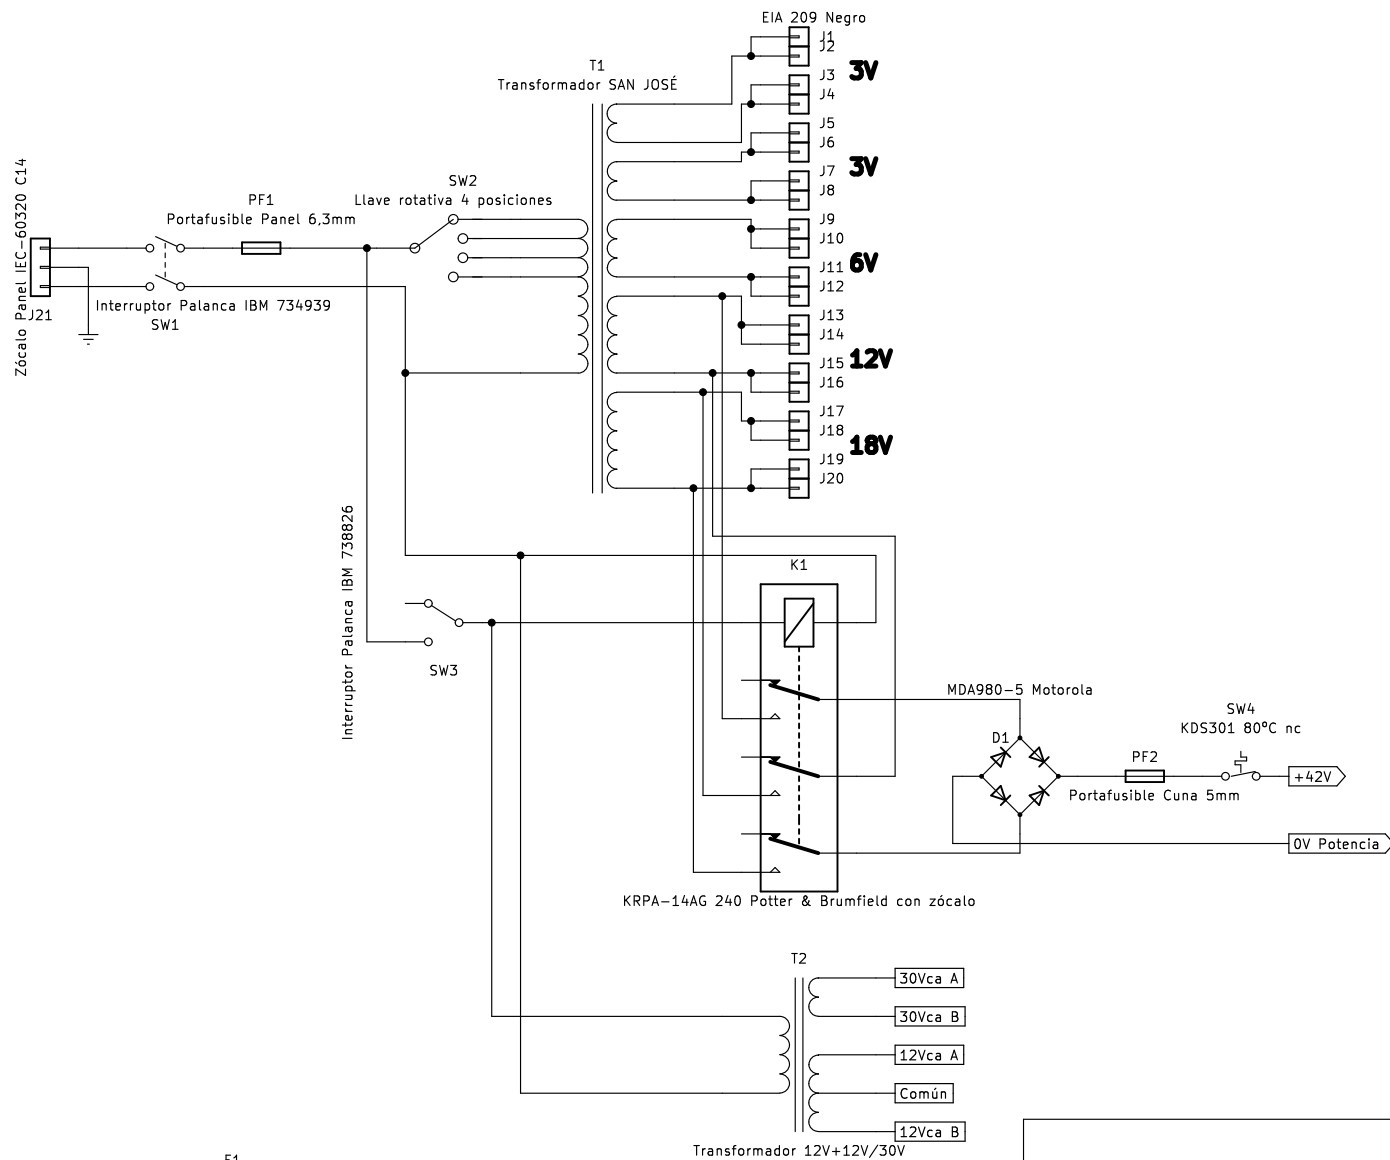 EIA 209 Negro
J1
J2
3V
J3
J4
J5
J6
3V
J7
J8
J9
J10
6V
J11
J12
J13
J14
12V
J15
J16
J17
J18
18V
J19
J20
T1
Transformador SAN JOSÉ
SW2
Llave rotativa 4 posiciones
PF1
Portafusible Panel 6,3mm
Zócalo Panel IEC-60320 C14
J21
Interruptor Palanca IBM 734939
SW1
Interruptor Palanca IBM 738826
SW3
K1
KRPA-14AG 240 Potter & Brumfield con zócalo
MDA980-5 Motorola
D1
PF2
Portafusible Cuna 5mm
SW4
KDS301 80ºC nc
+42V
0V Potencia
T2
30Vca A
30Vca B
12Vca A
Común
12Vca B
Transformador 12V+12V/30V